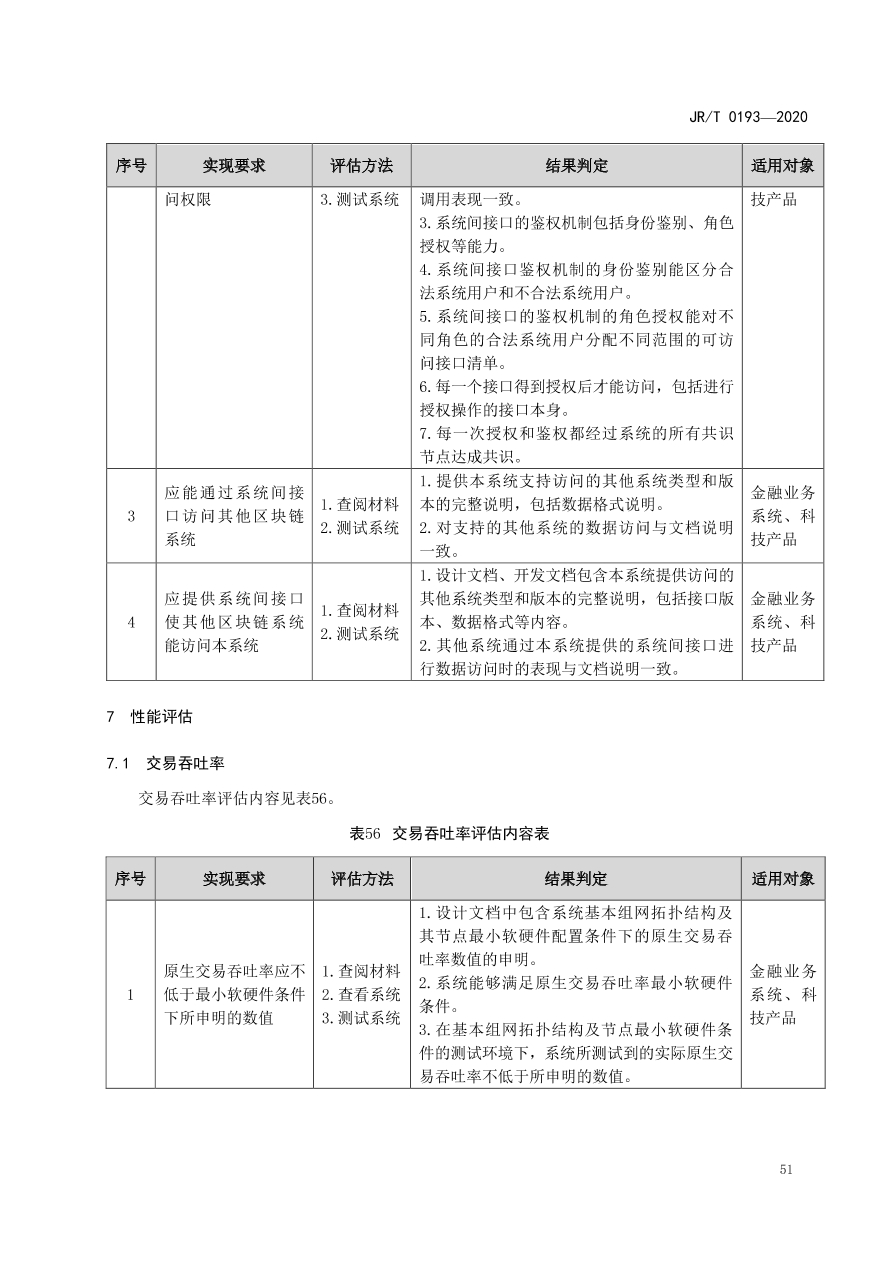 JR/T 0193—2020
序号 实现要求 评估方法 结果判定 适用对象
问权限
3.测试系统
调用表现一致。
3.系统间接口的鉴权机制包括身份鉴别、角色
授权等能力。
4.系统间接口鉴权机制的身份鉴别能区分合
法系统用户和不合法系统用户。
5.系统间接口的鉴权机制的角色授权能对不
同角色的合法系统用户分配不同范围的可访
问接口清单。
6.每一个接口得到授权后才能访问，包括进行
授权操作的接口本身。
7.每一次授权和鉴权都经过系统的所有共识
节点达成共识。
技产品
3
应能通过系统间接
口访问其他区块链
系统
1.查阅材料
2.测试系统
1.提供本系统支持访问的其他系统类型和版
本的完整说明，包括数据格式说明。
2.对支持的其他系统的数据访问与文档说明
一致。
金融业务
系统、科
技产品
4
应提供系统间接口
使其他区块链系统
能访问本系统
1.查阅材料
2.测试系统
1.设计文档、开发文档包含本系统提供访问的
其他系统类型和版本的完整说明，包括接口版
本、数据格式等内容。
2.其他系统通过本系统提供的系统间接口进
行数据访问时的表现与文档说明一致。
金融业务
系统、科
技产品
7 性能评估
7.1 交易吞吐率
交易吞吐率评估内容见表56。
表56 交易吞吐率评估内容表
序号 实现要求 评估方法 结果判定 适用对象
1
原生交易吞吐率应不
低于最小软硬件条件
下所申明的数值
1.查阅材料
2.查看系统
3.测试系统
1.设计文档中包含系统基本组网拓扑结构及
其节点最小软硬件配置条件下的原生交易吞
吐率数值的申明。
2.系统能够满足原生交易吞吐率最小软硬件
条件。
3.在基本组网拓扑结构及节点最小软硬件条
件的测试环境下，系统所测试到的实际原生交
易吞吐率不低于所申明的数值。
金融业务
系统、科
技产品
51